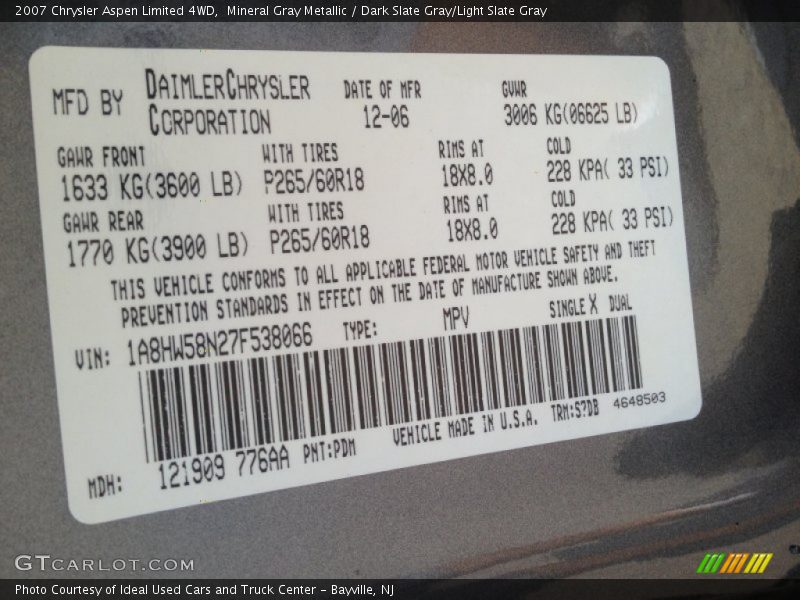 2007 Chrysler Aspen Limited 4WD,  Mineral Gray Metallic / Dark Slate Gray/Light Slate Gray
MFD BY DAIMLERCHRYSLER CORPORATION DATE OF MFR 12-06 GVWR 3006 KG(06625 LB)
GAWR FRONT WITH TIRES RIMS AT COLD
1633 KG(3600 LB) P265/60R18 18X8.0 228 KPA( 33 PSI)
GAWR REAR WITH TIRES RIMS AT COLD
1770 KG(3900 LB) P265/60R18 18X8.0 228 KPA( 33 PSI)
THIS VEHICLE CONFORMS TO ALL APPLICABLE FEDERAL MOTOR VEHICLE SAFETY AND THEFT
PREVENTION STANDARDS IN EFFECT ON THE DATE OF MANUFACTURE SHOWN ABOVE.
VIN: 1A8HW58N27F538066 TYPE: MPV SINGLE X DUAL
MDH: 121909 776AA PNT:PDM VEHICLE MADE IN U.S.A. TRM:S7DB 4648503
GTCARLOT.COM
Photo Courtesy of Ideal Used Cars and Truck Center - Bayville, NJ